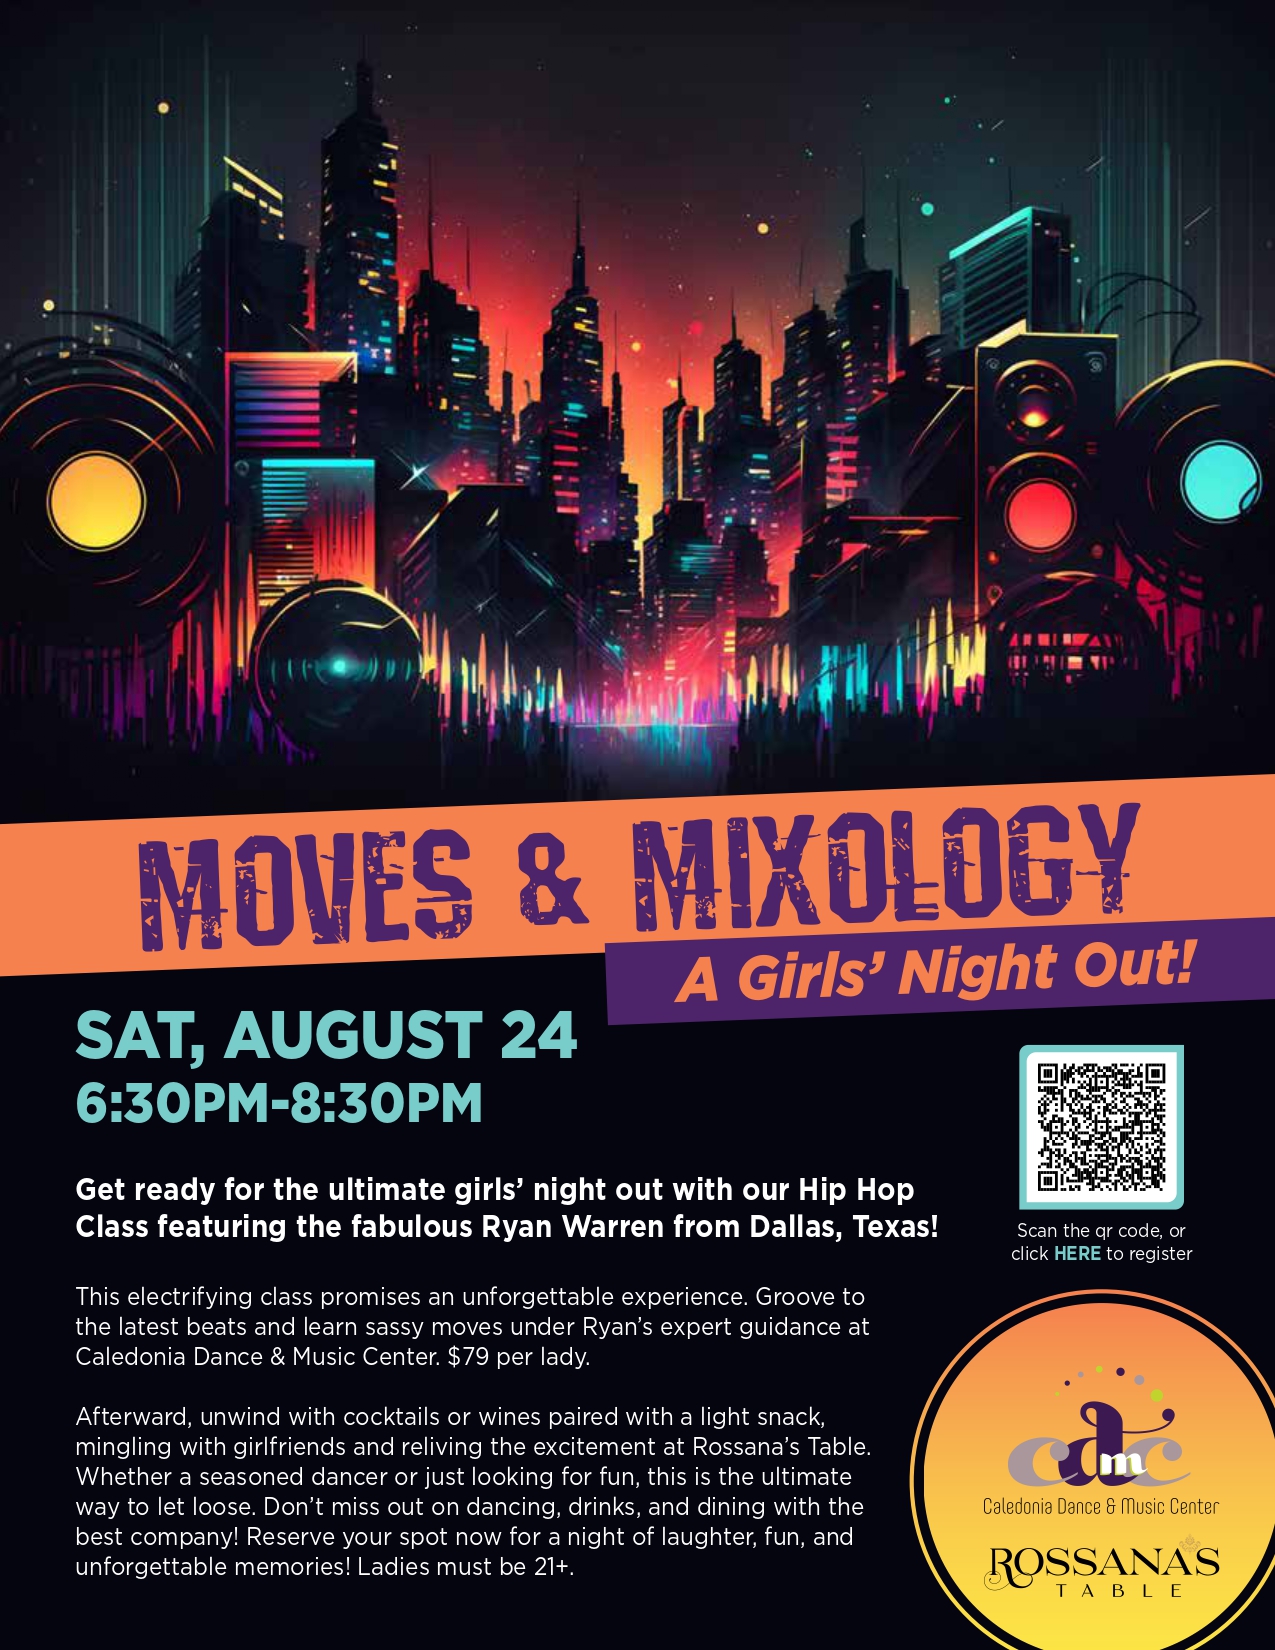 MOVES & MIXOLOGY
A Girls’ Night Out!
SAT, AUGUST 24
6:30PM-8:30PM
Get ready for the ultimate girls’ night out with our Hip Hop
Class featuring the fabulous Ryan Warren from Dallas, Texas!
This electrifying class promises an unforgettable experience. Groove to
the latest beats and learn sassy moves under Ryan’s expert guidance at
Caledonia Dance & Music Center. $79 per lady.
Afterward, unwind with cocktails or wines paired with a light snack,
mingling with girlfriends and reliving the excitement at Rossana’s Table.
Whether a seasoned dancer or just looking for fun, this is the ultimate
way to let loose. Don’t miss out on dancing, drinks, and dining with the
best company! Reserve your spot now for a night of laughter, fun, and
unforgettable memories! Ladies must be 21+.
Scan the qr code, or
click HERE to register
cdmc
Caledonia Dance & Music Center
ROSSANA’S
TABLE